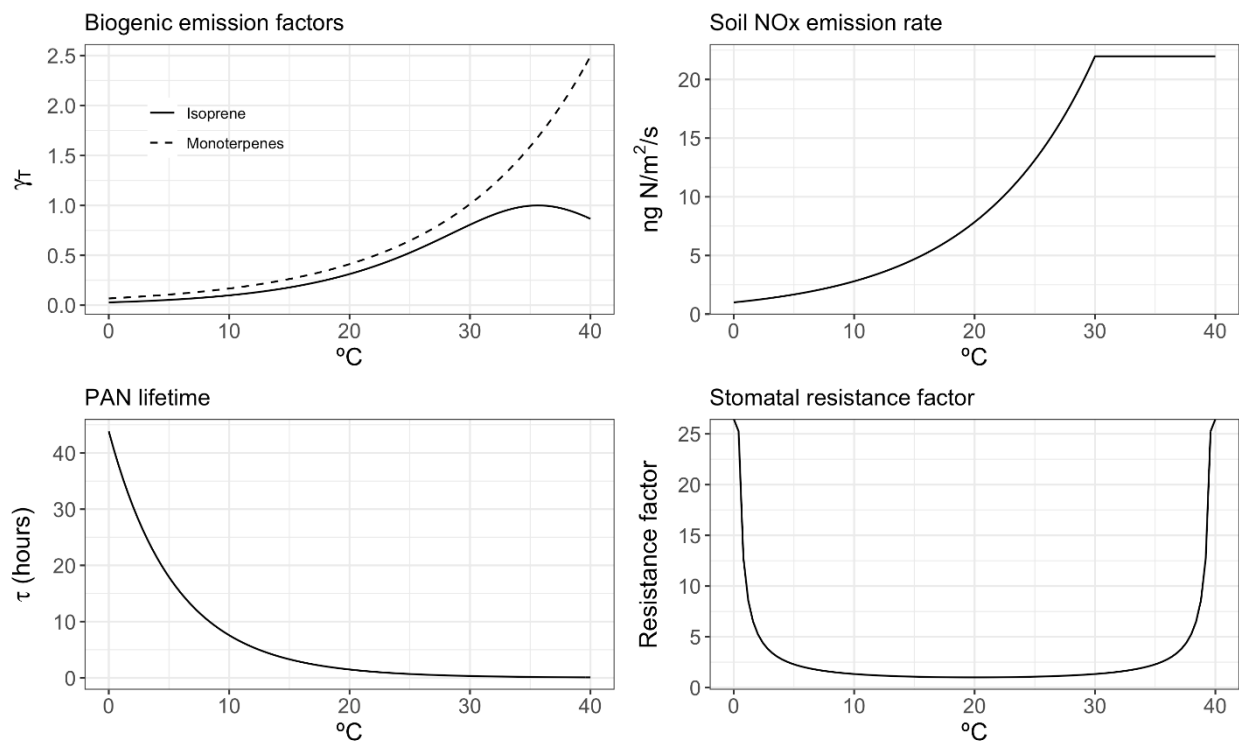 Biogenic emission factors
γT
2.5
2.0
1.5
1.0
0.5
0.0
Isoprene
Monoterpenes
0 10 20 30 40
ºC
Soil NOx emission rate
ng N/m²/s
20
15
10
5
0
0 10 20 30 40
ºC
PAN lifetime
τ (hours)
40
30
20
10
0
0 10 20 30 40
ºC
Stomatal resistance factor
Resistance factor
25
20
15
10
5
0
0 10 20 30 40
ºC